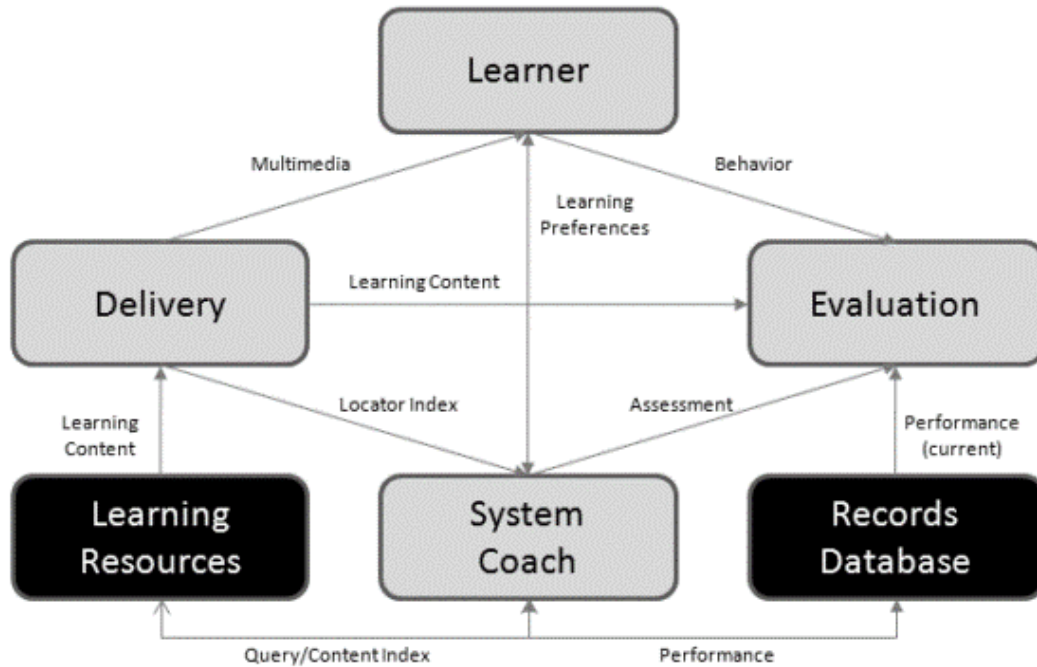 Learner
Multimedia
Behavior
Learning
Preferences
Delivery
Learning Content
Evaluation
Learning
Content
Locator Index
Assessment
Performance
(current)
Learning
Resources
System
Coach
Records
Database
Query/Content Index
Performance